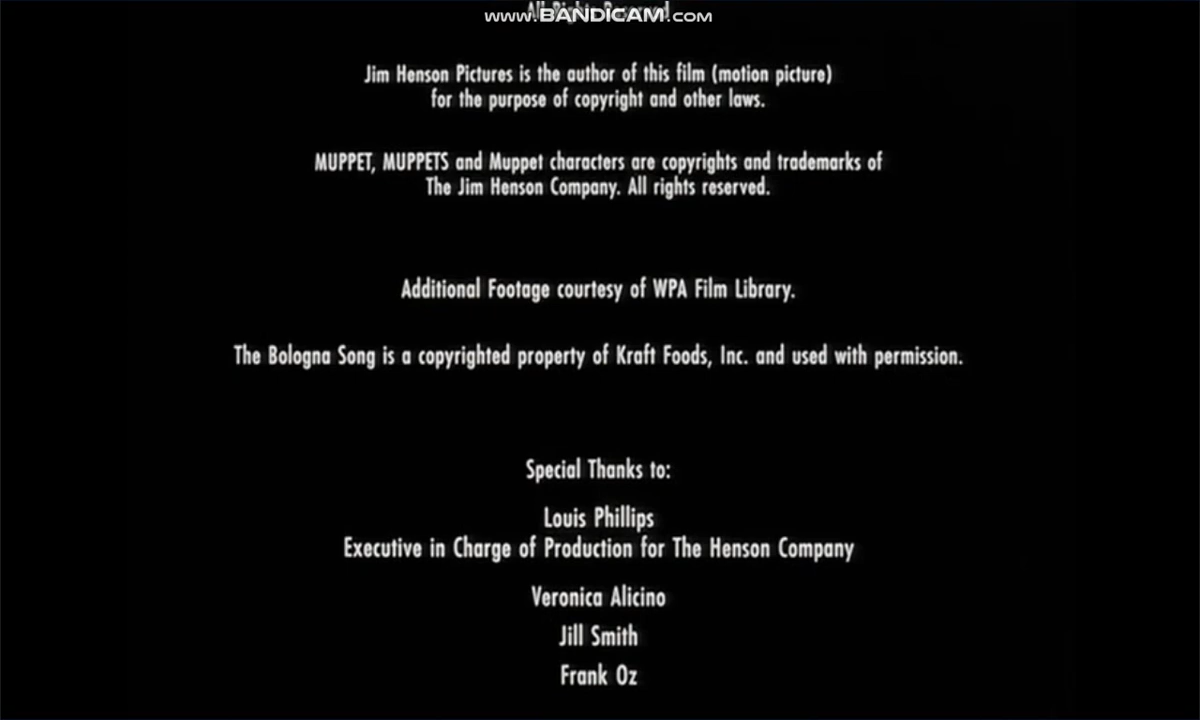 All Rights Reserved
www.BANDICAM.com
Jim Henson Pictures is the author of this film (motion picture)
for the purpose of copyright and other laws.
MUPPET, MUPPETS and Muppet characters are copyrights and trademarks of
The Jim Henson Company. All rights reserved.
Additional Footage courtesy of WPA Film Library.
The Bologna Song is a copyrighted property of Kraft Foods, Inc. and used with permission.
Special Thanks to:
Louis Phillips
Executive in Charge of Production for The Henson Company
Veronica Alicino
Jill Smith
Frank Oz